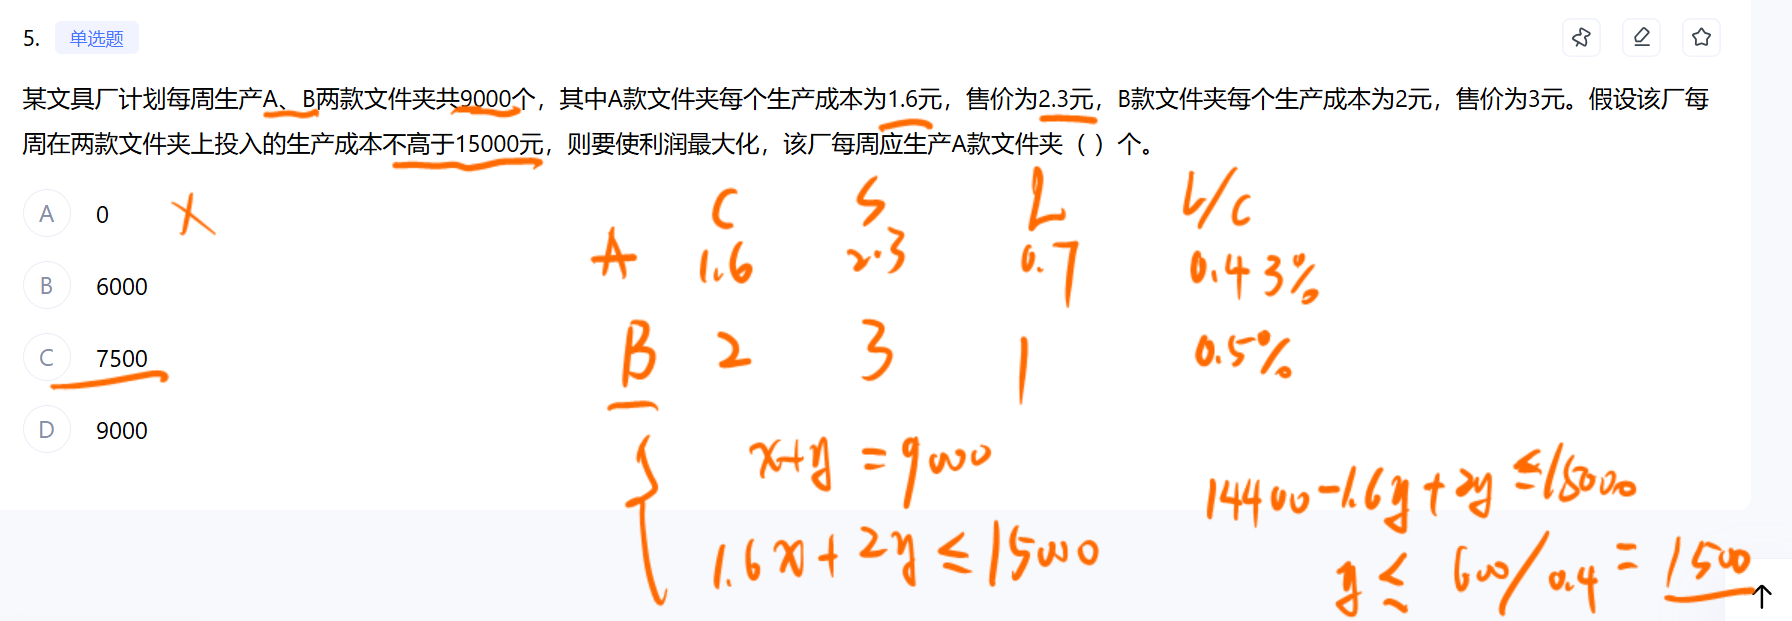 5. 单选题
某文具厂计划每周生产A、B两款文件夹共9000个，其中A款文件夹每个生产成本为1.6元，售价为2.3元，B款文件夹每个生产成本为2元，售价为3元。假设该厂每
周在两款文件夹上投入的生产成本不高于15000元，则要使利润最大化，该厂每周应生产A款文件夹（ ）个。
A 0
B 6000
C 7500
D 9000
C S L L/C
A 1.6 2.3 0.7 0.43%
B 2 3 1 0.5%
x+y=9000
1.6x+2y≤15000
14400-1.6y+2y≤15000
y≤600/0.4=1500